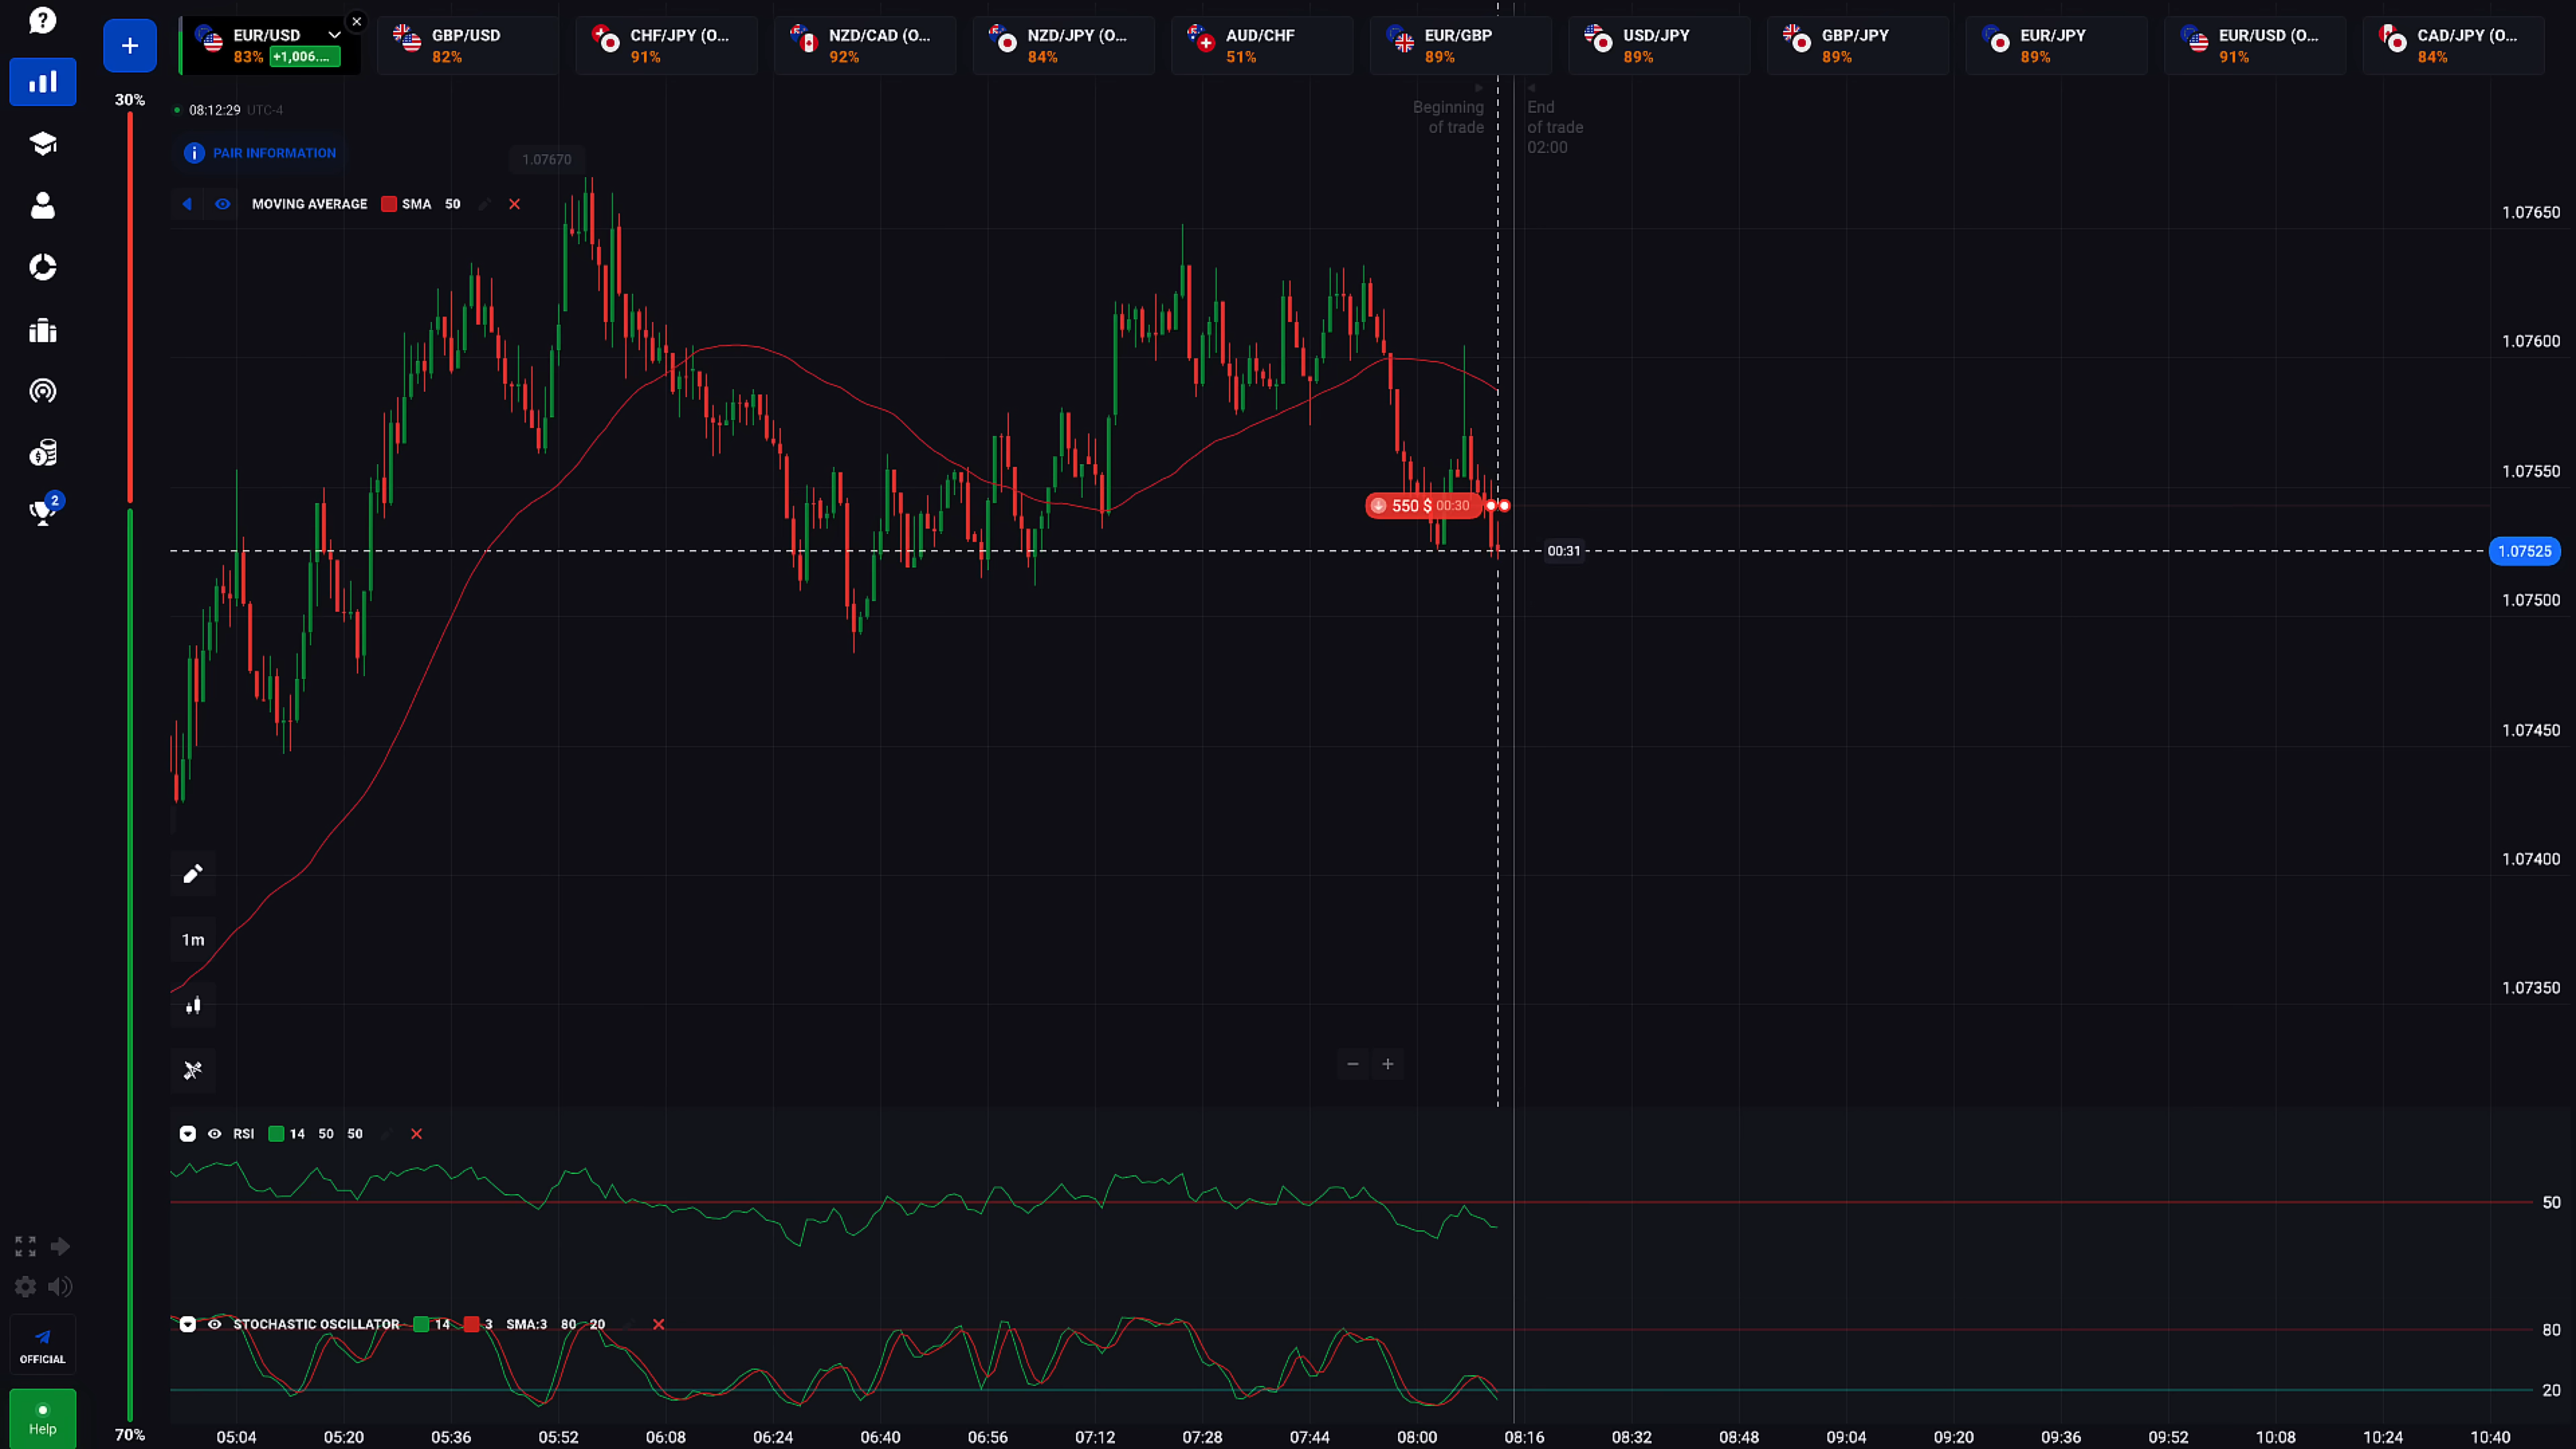 EUR/USD
83% +1,006....
GBP/USD
82%
CHF/JPY (O...
91%
NZD/CAD (O...
92%
NZD/JPY (O...
84%
AUD/CHF
51%
EUR/GBP
89%
USD/JPY
89%
GBP/JPY
89%
EUR/JPY
89%
EUR/USD (O...
91%
CAD/JPY (O...
84%
30%
08:12:29 UTC-4
Beginning
of trade
End
of trade
02:00
PAIR INFORMATION
1.07670
MOVING AVERAGE SMA 50
1.07650
1.07600
1.07550
2
550 $ 00:30
00:31
1.07525
1.07500
1.07450
1.07400
1m
1.07350
RSI 14 50 50
50
STOCHASTIC OSCILLATOR 14 3 SMA:3 80 20
80
20
OFFICIAL
Help
70%
05:04 05:20 05:36 05:52 06:08 06:24 06:40 06:56 07:12 07:28 07:44 08:00 08:16 08:32 08:48 09:04 09:20 09:36 09:52 10:08 10:24 10:40